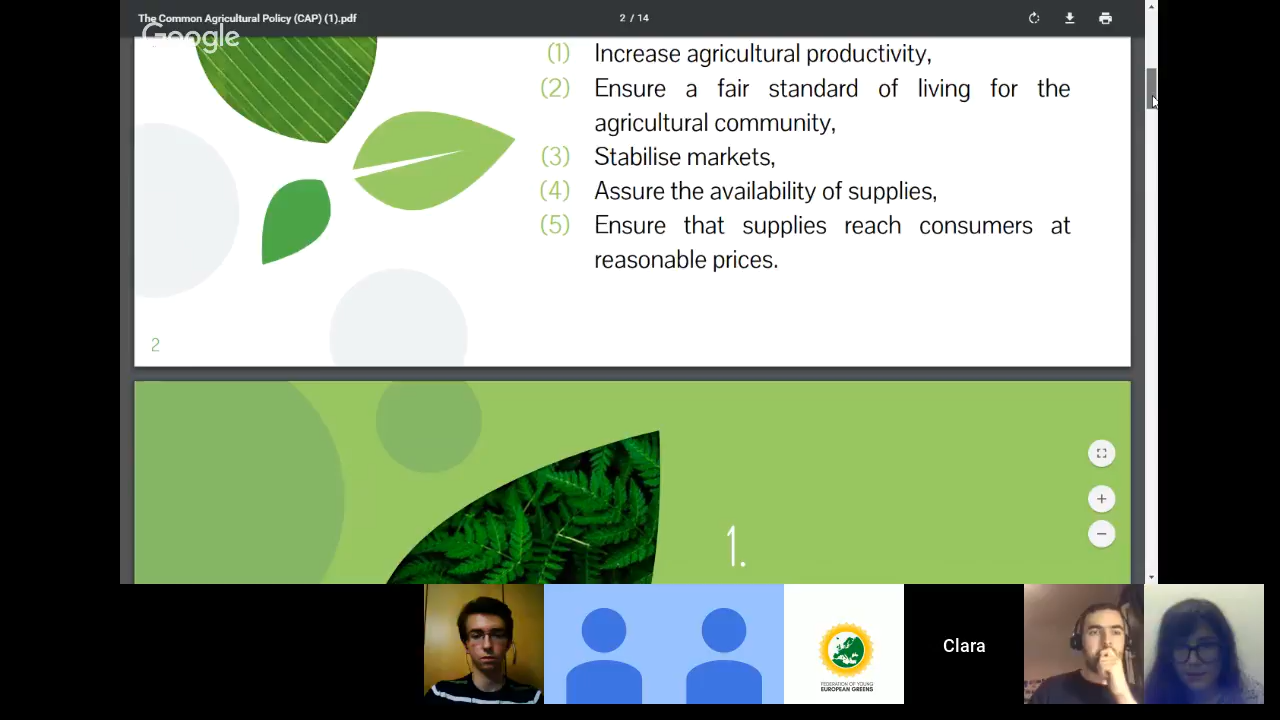 The Common Agricultural Policy (CAP) (1).pdf
2 / 14
Google
(1) Increase agricultural productivity,
(2) Ensure a fair standard of living for the
agricultural community,
(3) Stabilise markets,
(4) Assure the availability of supplies,
(5) Ensure that supplies reach consumers at
reasonable prices.
2
1.
FEDERATION OF YOUNG
EUROPEAN GREENS
Clara